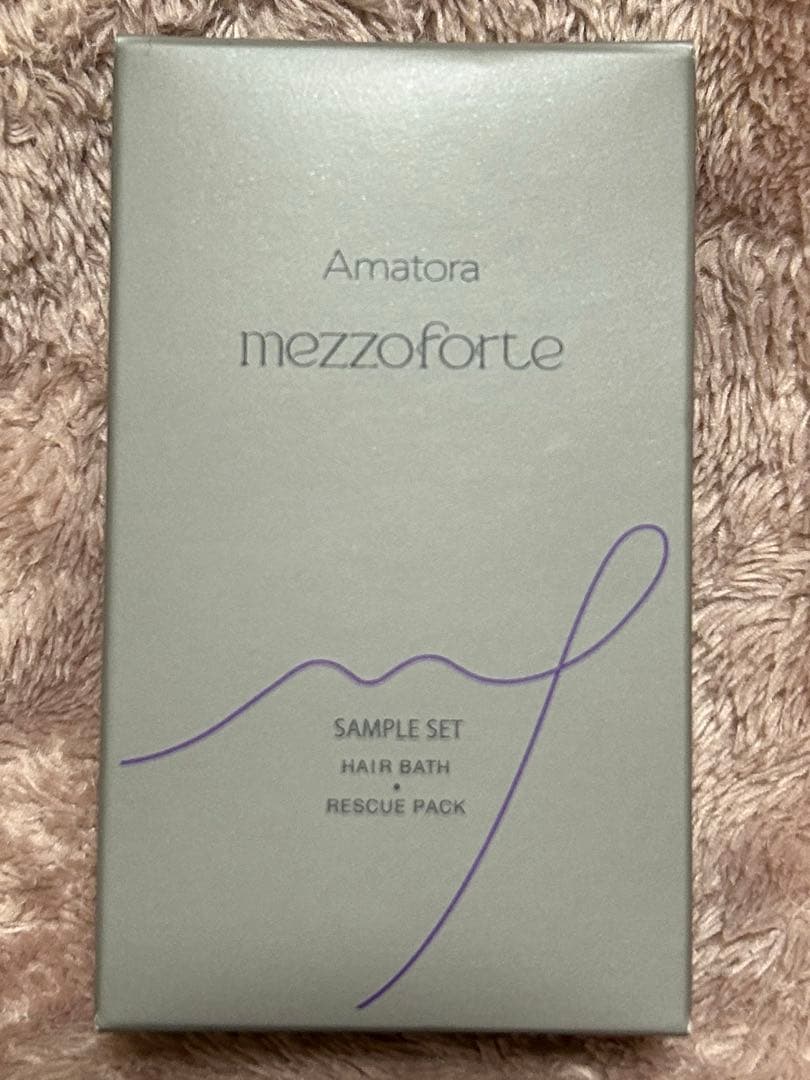 Amatora
mezzoforte
SAMPLE SET
HAIR BATH
•
RESCUE PACK